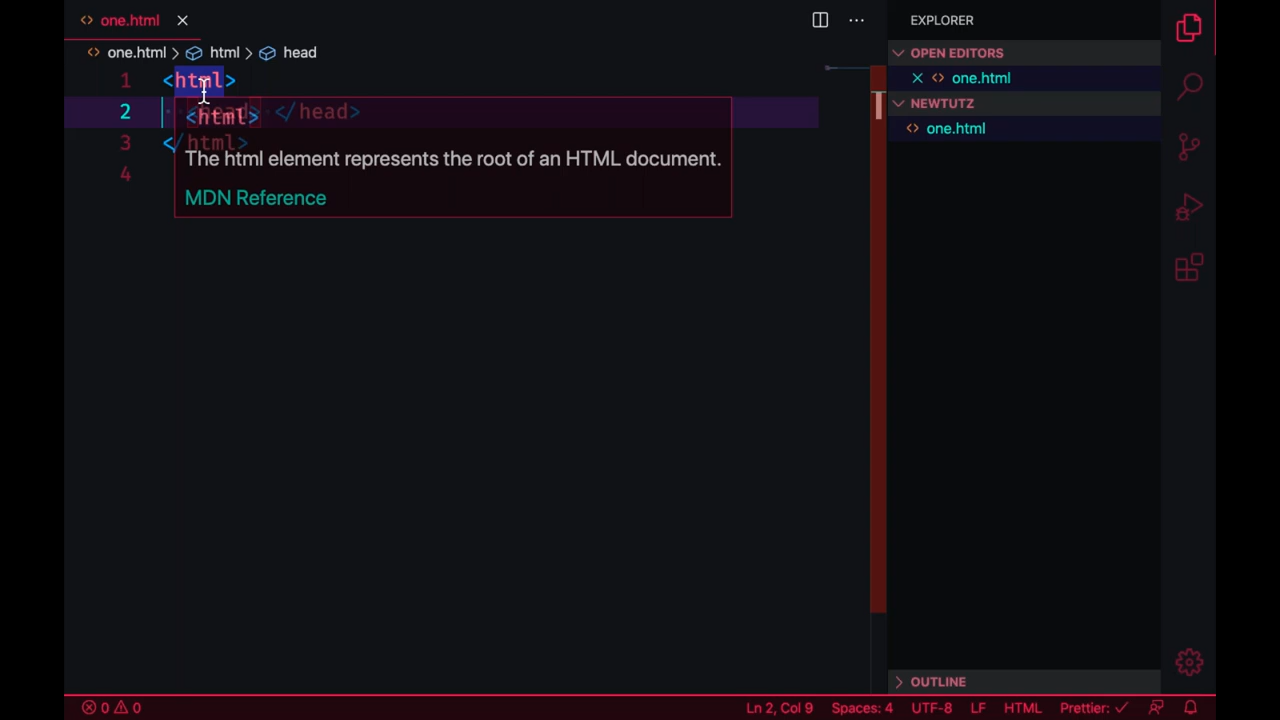 one.html
one.html > html > head
1 <html>
2 <head> </head>
3 </html>
4
<html>
The html element represents the root of an HTML document.
MDN Reference
EXPLORER
OPEN EDITORS
one.html
NEWTUTZ
one.html
OUTLINE
0 0
Ln 2, Col 9 Spaces: 4 UTF-8 LF HTML Prettier: ✓